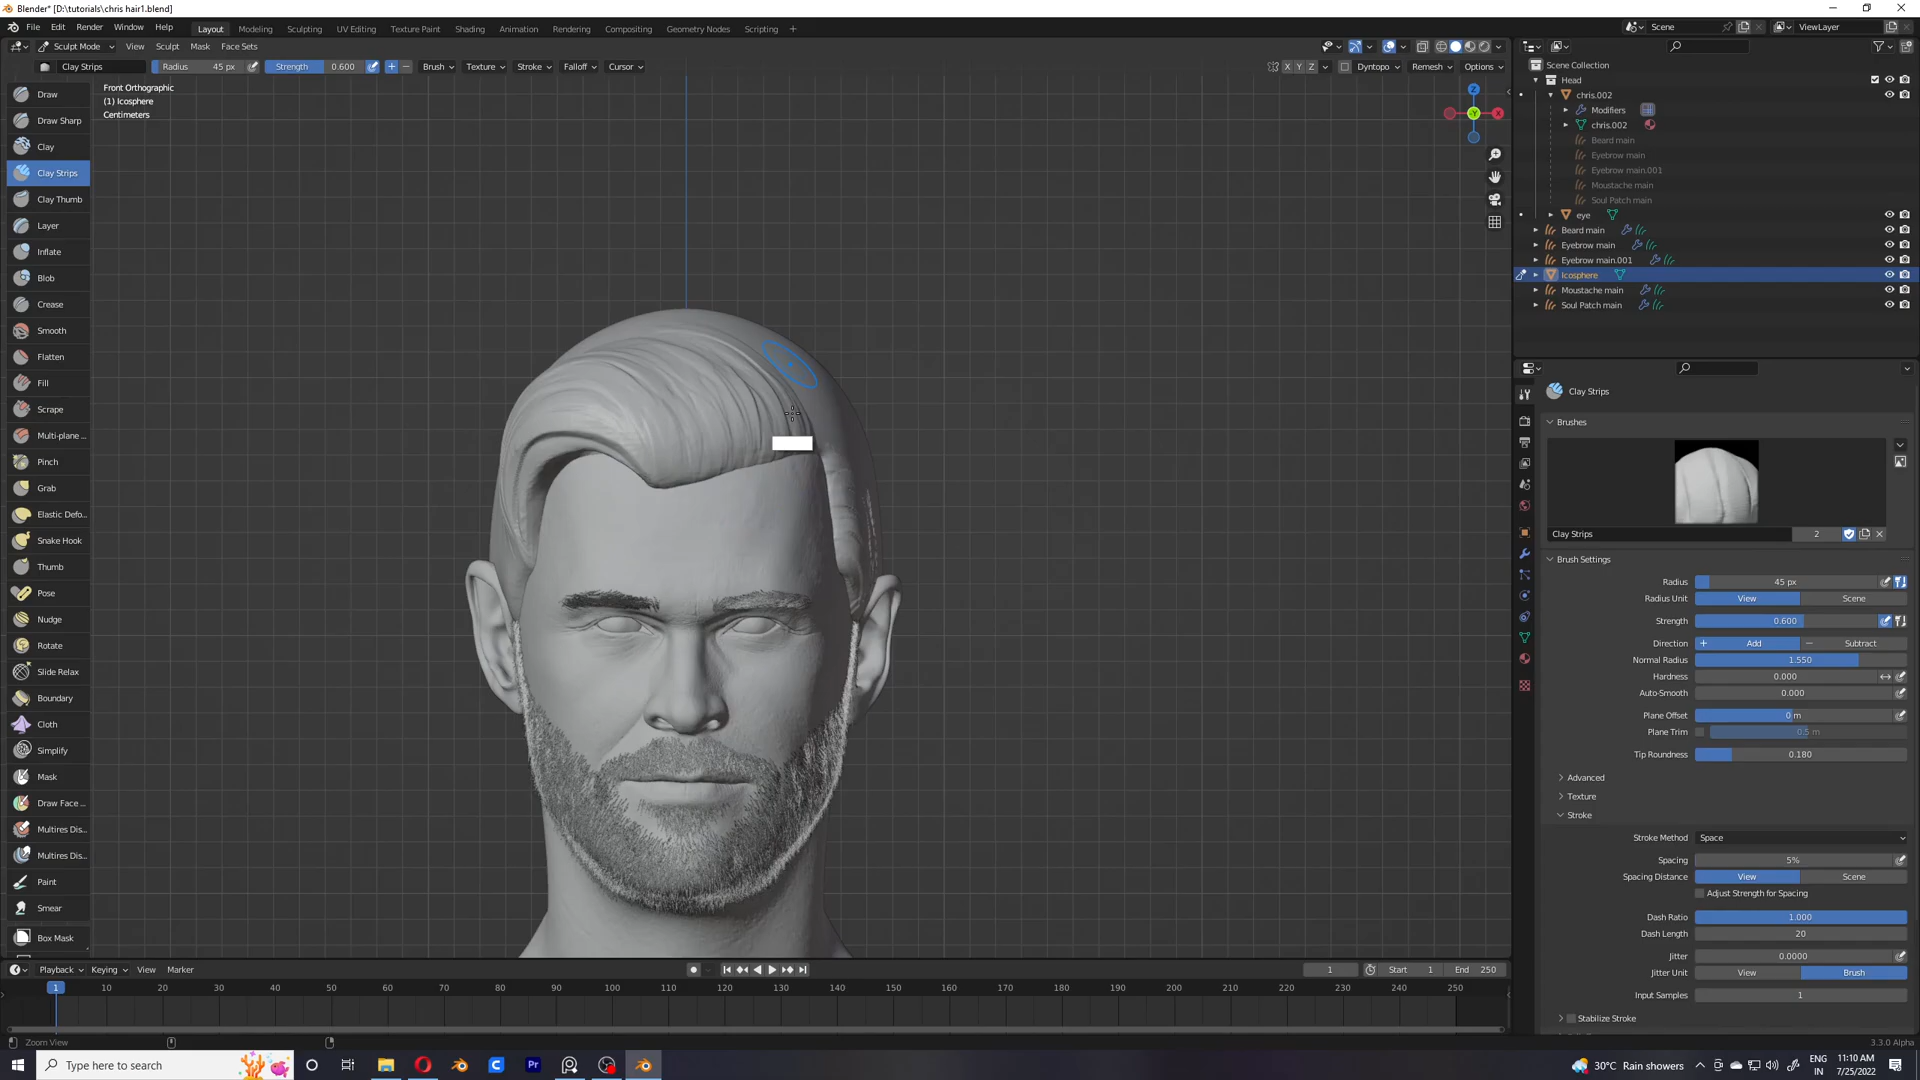 Blender* [D:\tutorials\chris hair1.blend]
File Edit Render Window Help Layout Modeling Sculpting UV Editing Texture Paint Shading Animation Rendering Compositing Geometry Nodes Scripting + Scene ViewLayer
Sculpt Mode View Sculpt Mask Face Sets
Clay Strips Radius 45 px Strength 0.600 + − Brush Texture Stroke Falloff Cursor X Y Z Dyntopo Remesh Options
Draw
Draw Sharp
Clay
Clay Strips
Clay Thumb
Layer
Inflate
Blob
Crease
Smooth
Flatten
Fill
Scrape
Multi-plane ...
Pinch
Grab
Elastic Defo...
Snake Hook
Thumb
Pose
Nudge
Rotate
Slide Relax
Boundary
Cloth
Simplify
Mask
Draw Face ...
Multires Dis...
Multires Dis...
Paint
Smear
Box Mask
Front Orthographic
(1) Icosphere
Centimeters
Z
Y
X
Scene Collection
Head
chris.002
Modifiers
chris.002
Beard main
Eyebrow main
Eyebrow main.001
Moustache main
Soul Patch main
eye
Beard main
Eyebrow main
Eyebrow main.001
Icosphere
Moustache main
Soul Patch main
Clay Strips
Brushes
Clay Strips 2
Brush Settings
Radius 45 px
Radius Unit View Scene
Strength 0.600
Direction + Add − Subtract
Normal Radius 1.550
Hardness 0.000
Auto-Smooth 0.000
Plane Offset 0 m
Plane Trim 0.5 m
Tip Roundness 0.180
Advanced
Texture
Stroke
Stroke Method Space
Spacing 5%
Spacing Distance View Scene
Adjust Strength for Spacing
Dash Ratio 1.000
Dash Length 20
Jitter 0.0000
Jitter Unit View Brush
Input Samples 1
Stabilize Stroke
Playback Keying View Marker 1 Start 1 End 250
1 10 20 30 40 50 60 70 80 90 100 110 120 130 140 150 160 170 180 190 200 210 220 230 240 250
Zoom View 3.3.0 Alpha
Type here to search Pr 30°C Rain showers ENG IN 11:10 AM 7/25/2022